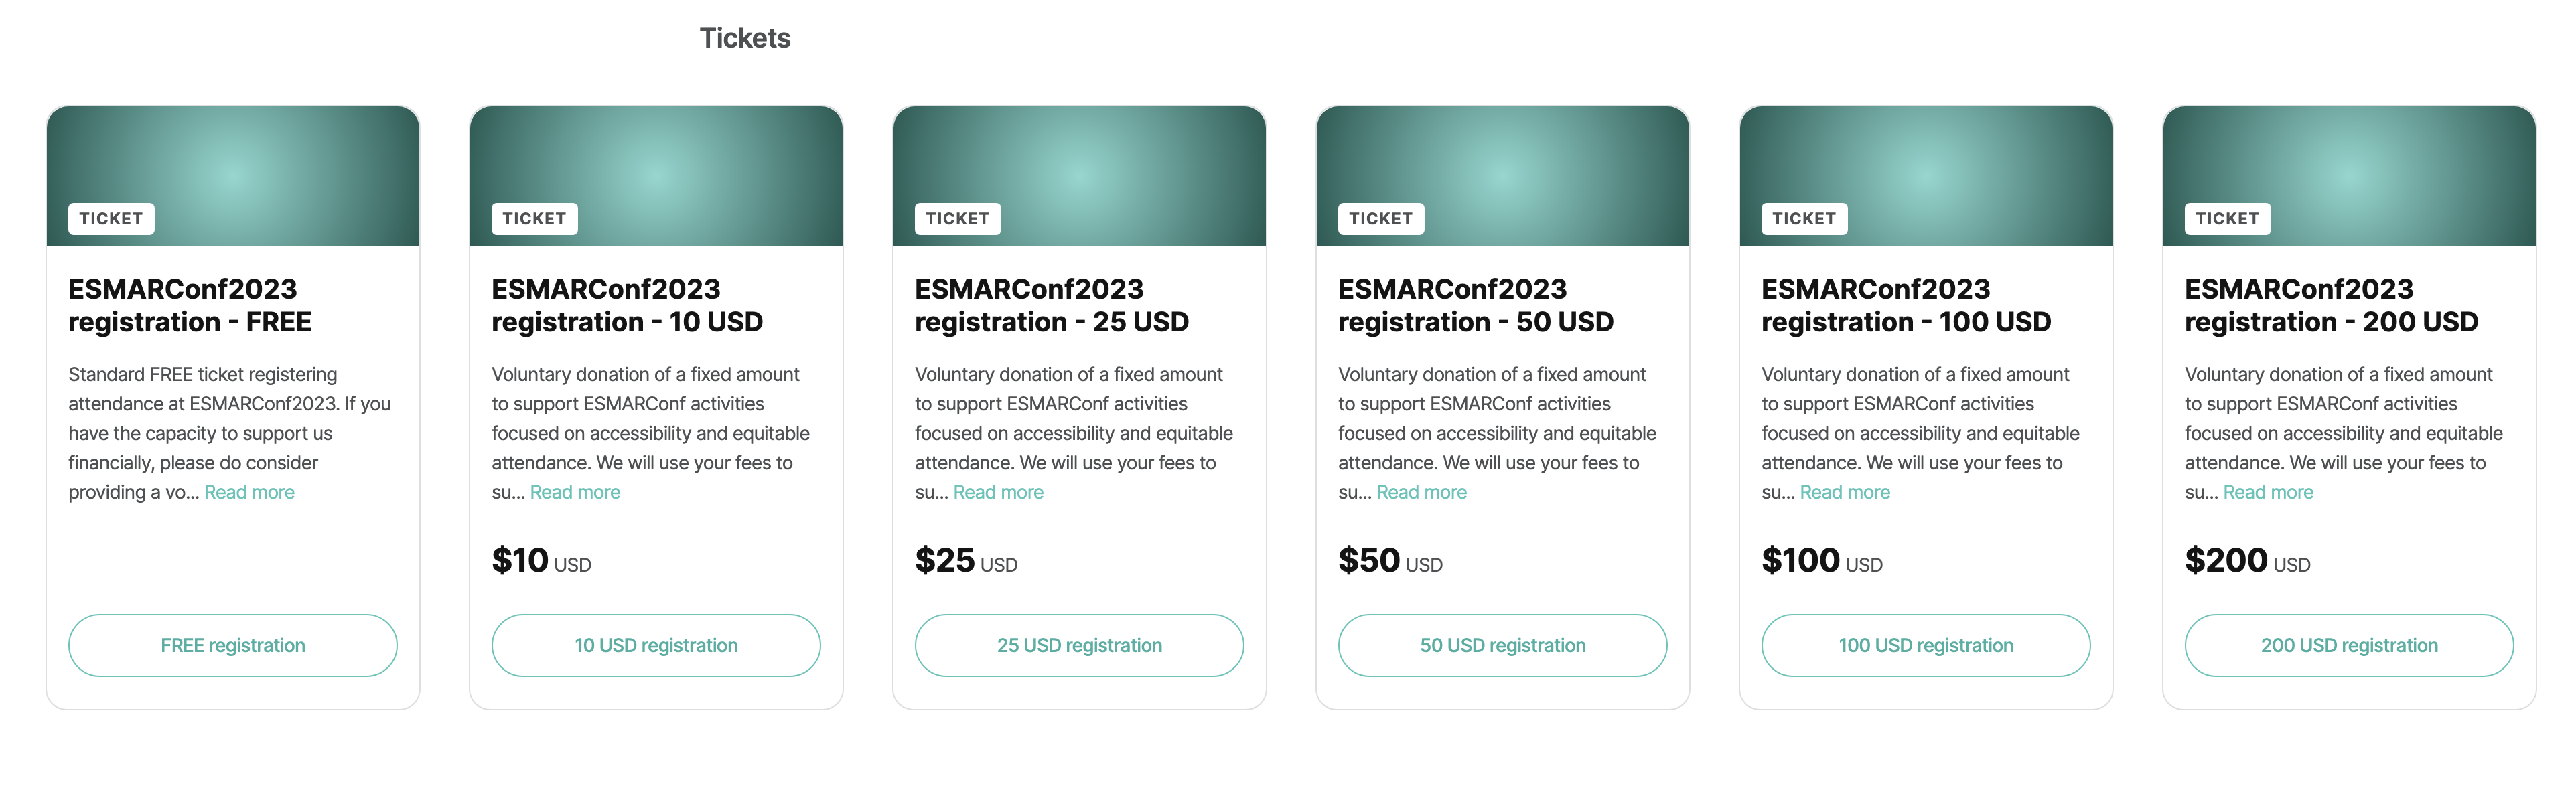 Tickets
TICKET
ESMARConf2023
registration - FREE
Standard FREE ticket registering
attendance at ESMARConf2023. If you
have the capacity to support us
financially, please do consider
providing a vo... Read more
FREE registration
TICKET
ESMARConf2023
registration - 10 USD
Voluntary donation of a fixed amount
to support ESMARConf activities
focused on accessibility and equitable
attendance. We will use your fees to
su... Read more
$10 USD
10 USD registration
TICKET
ESMARConf2023
registration - 25 USD
Voluntary donation of a fixed amount
to support ESMARConf activities
focused on accessibility and equitable
attendance. We will use your fees to
su... Read more
$25 USD
25 USD registration
TICKET
ESMARConf2023
registration - 50 USD
Voluntary donation of a fixed amount
to support ESMARConf activities
focused on accessibility and equitable
attendance. We will use your fees to
su... Read more
$50 USD
50 USD registration
TICKET
ESMARConf2023
registration - 100 USD
Voluntary donation of a fixed amount
to support ESMARConf activities
focused on accessibility and equitable
attendance. We will use your fees to
su... Read more
$100 USD
100 USD registration
TICKET
ESMARConf2023
registration - 200 USD
Voluntary donation of a fixed amount
to support ESMARConf activities
focused on accessibility and equitable
attendance. We will use your fees to
su... Read more
$200 USD
200 USD registration